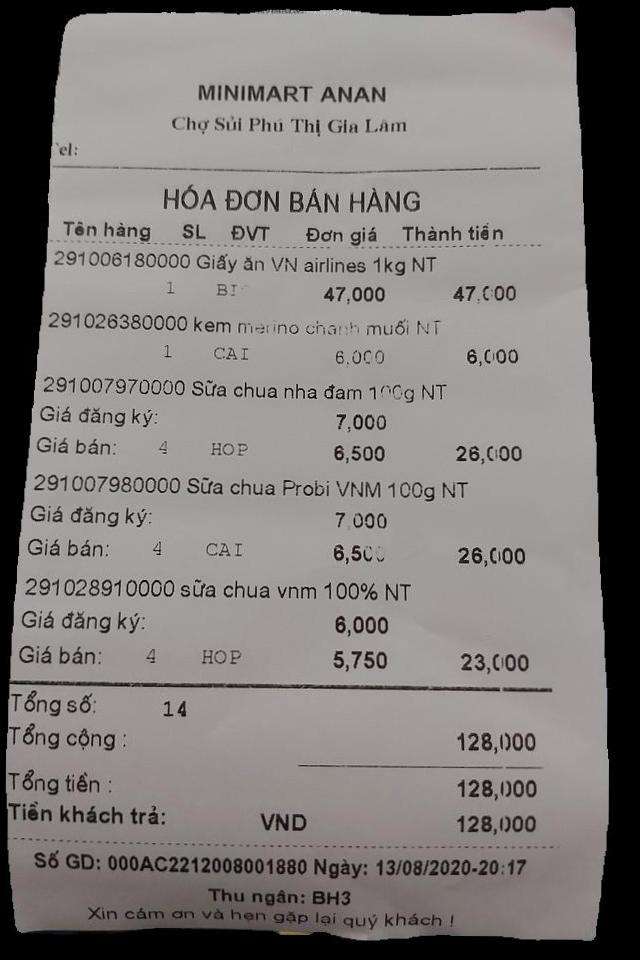 MINIMART ANAN
Chợ Sủi Phú Thị Gia Lâm
Tel:
HÓA ĐƠN BÁN HÀNG
Tên hàng SL ĐVT Đơn giá Thành tiền
291006180000 Giấy ăn VN airlines 1kg NT
1 BI 47,000 47,000
291026380000 kem merino chanh muối NT
1 CAI 6,000 6,000
291007970000 Sữa chua nha đam 100g NT
Giá đăng ký: 7,000
Giá bán: 4 HOP 6,500 26,000
291007980000 Sữa chua Probi VNM 100g NT
Giá đăng ký: 7,000
Giá bán: 4 CAI 6,500 26,000
291028910000 sữa chua vnm 100% NT
Giá đăng ký: 6,000
Giá bán: 4 HOP 5,750 23,000
Tổng số: 14
Tổng cộng : 128,000
Tổng tiền : 128,000
Tiền khách trả: VND 128,000
Số GD: 000AC2212008001880 Ngày: 13/08/2020-20:17
Thu ngân: BH3
Xin cám ơn và hẹn gặp lại quý khách !